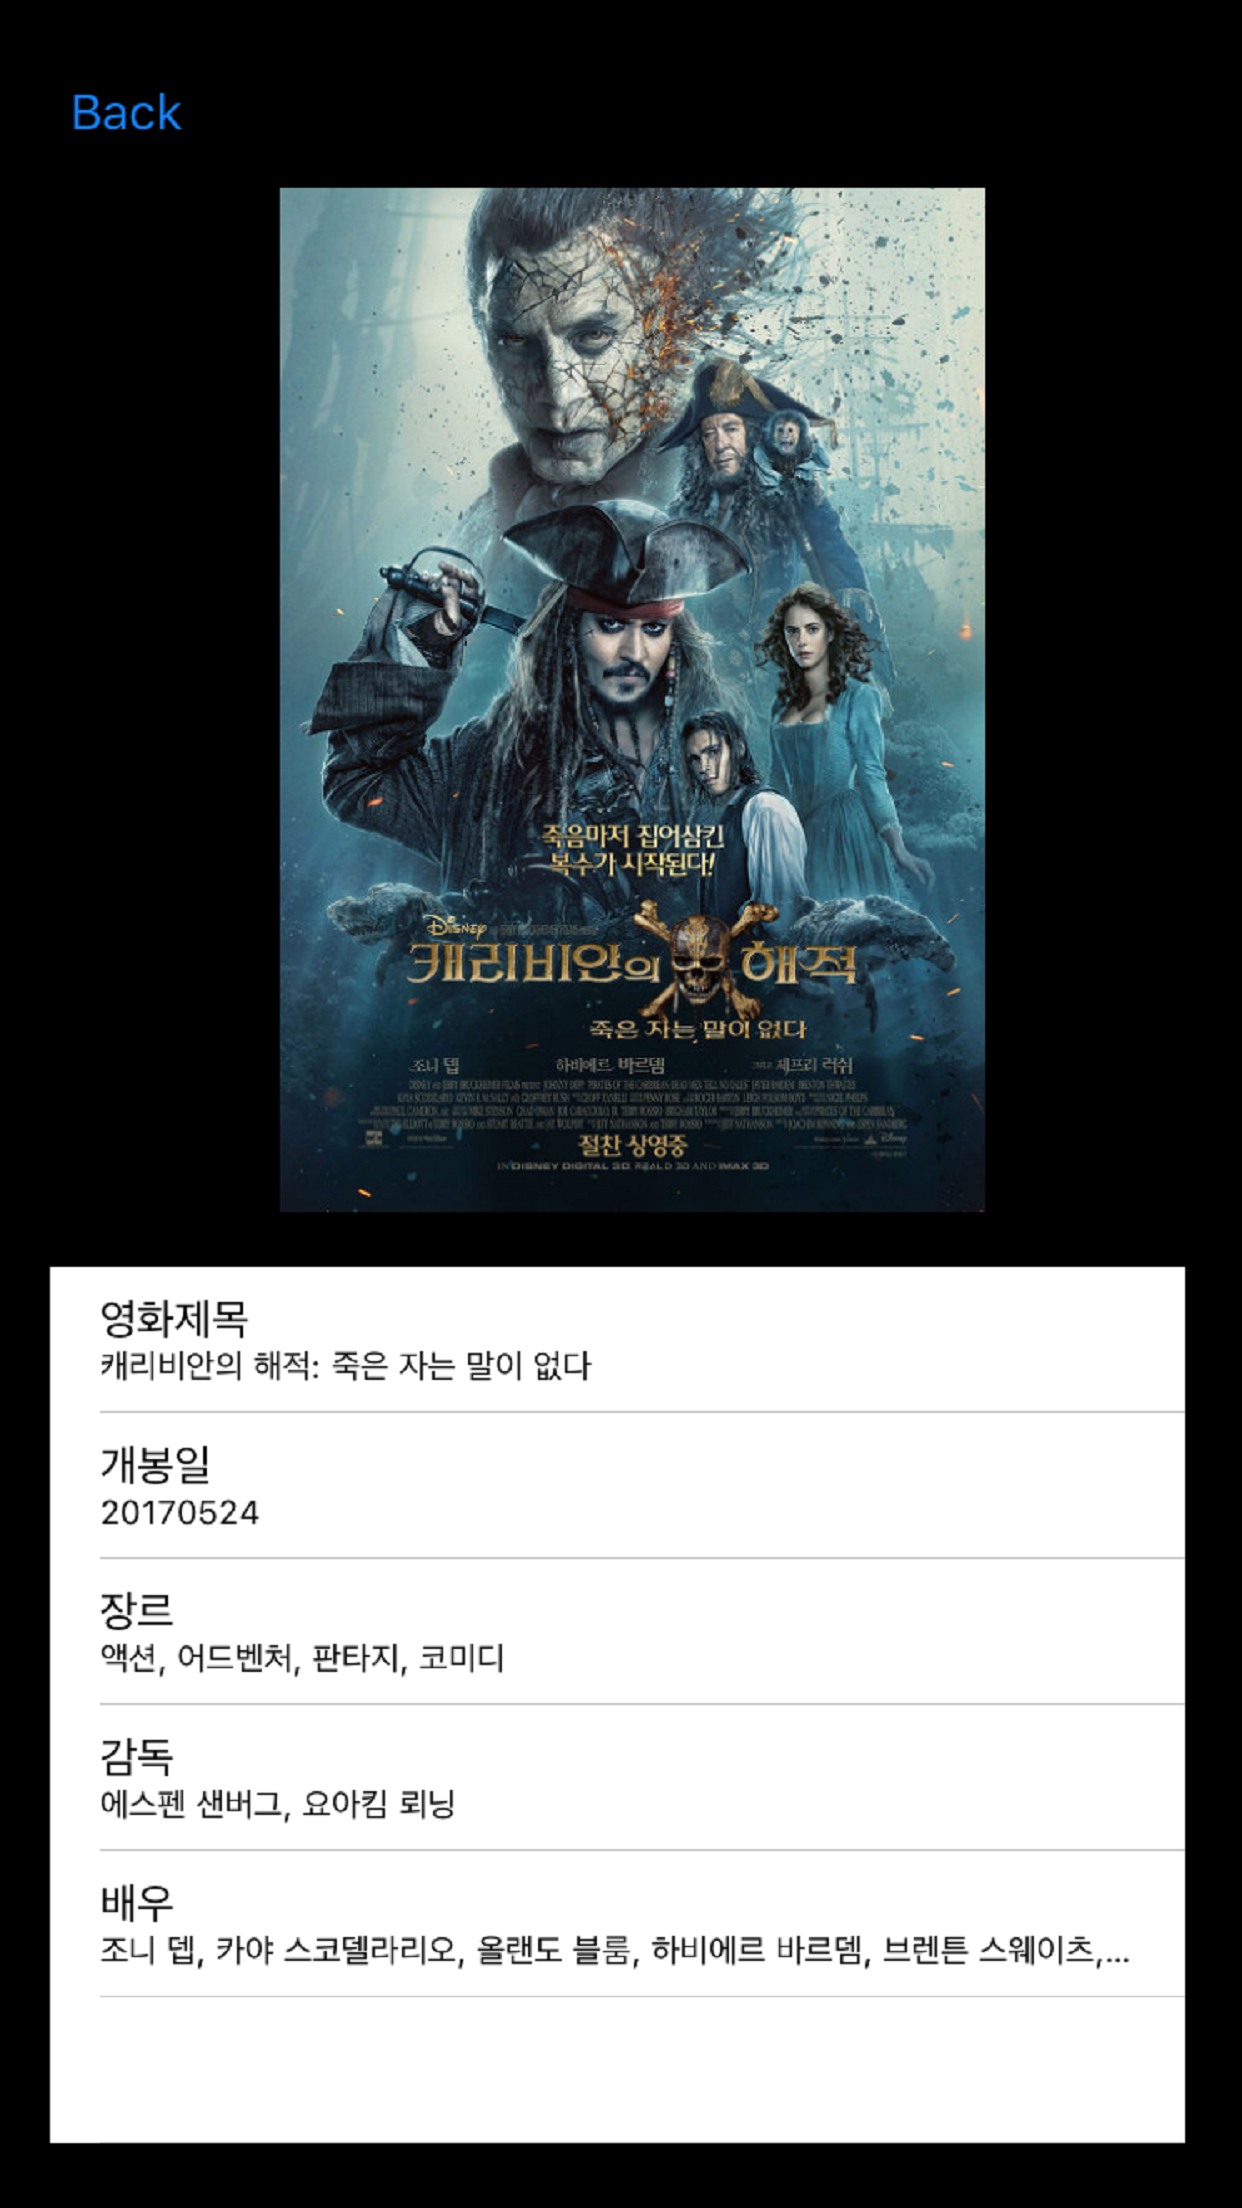 Back
죽음마저 집어삼킨
복수가 시작된다!
Disney
캐리비안의 해적
죽은 자는 말이 없다
조니 뎁 하비에르 바르뎀 제프리 러쉬
절찬 상영중
IN DISNEY DIGITAL 3D, REAL D 3D AND IMAX 3D
영화제목
캐리비안의 해적: 죽은 자는 말이 없다
개봉일
20170524
장르
액션, 어드벤처, 판타지, 코미디
감독
에스펜 샌버그, 요아킴 뢰닝
배우
조니 뎁, 카야 스코델라리오, 올랜도 블룸, 하비에르 바르뎀, 브렌튼 스웨이츠,...